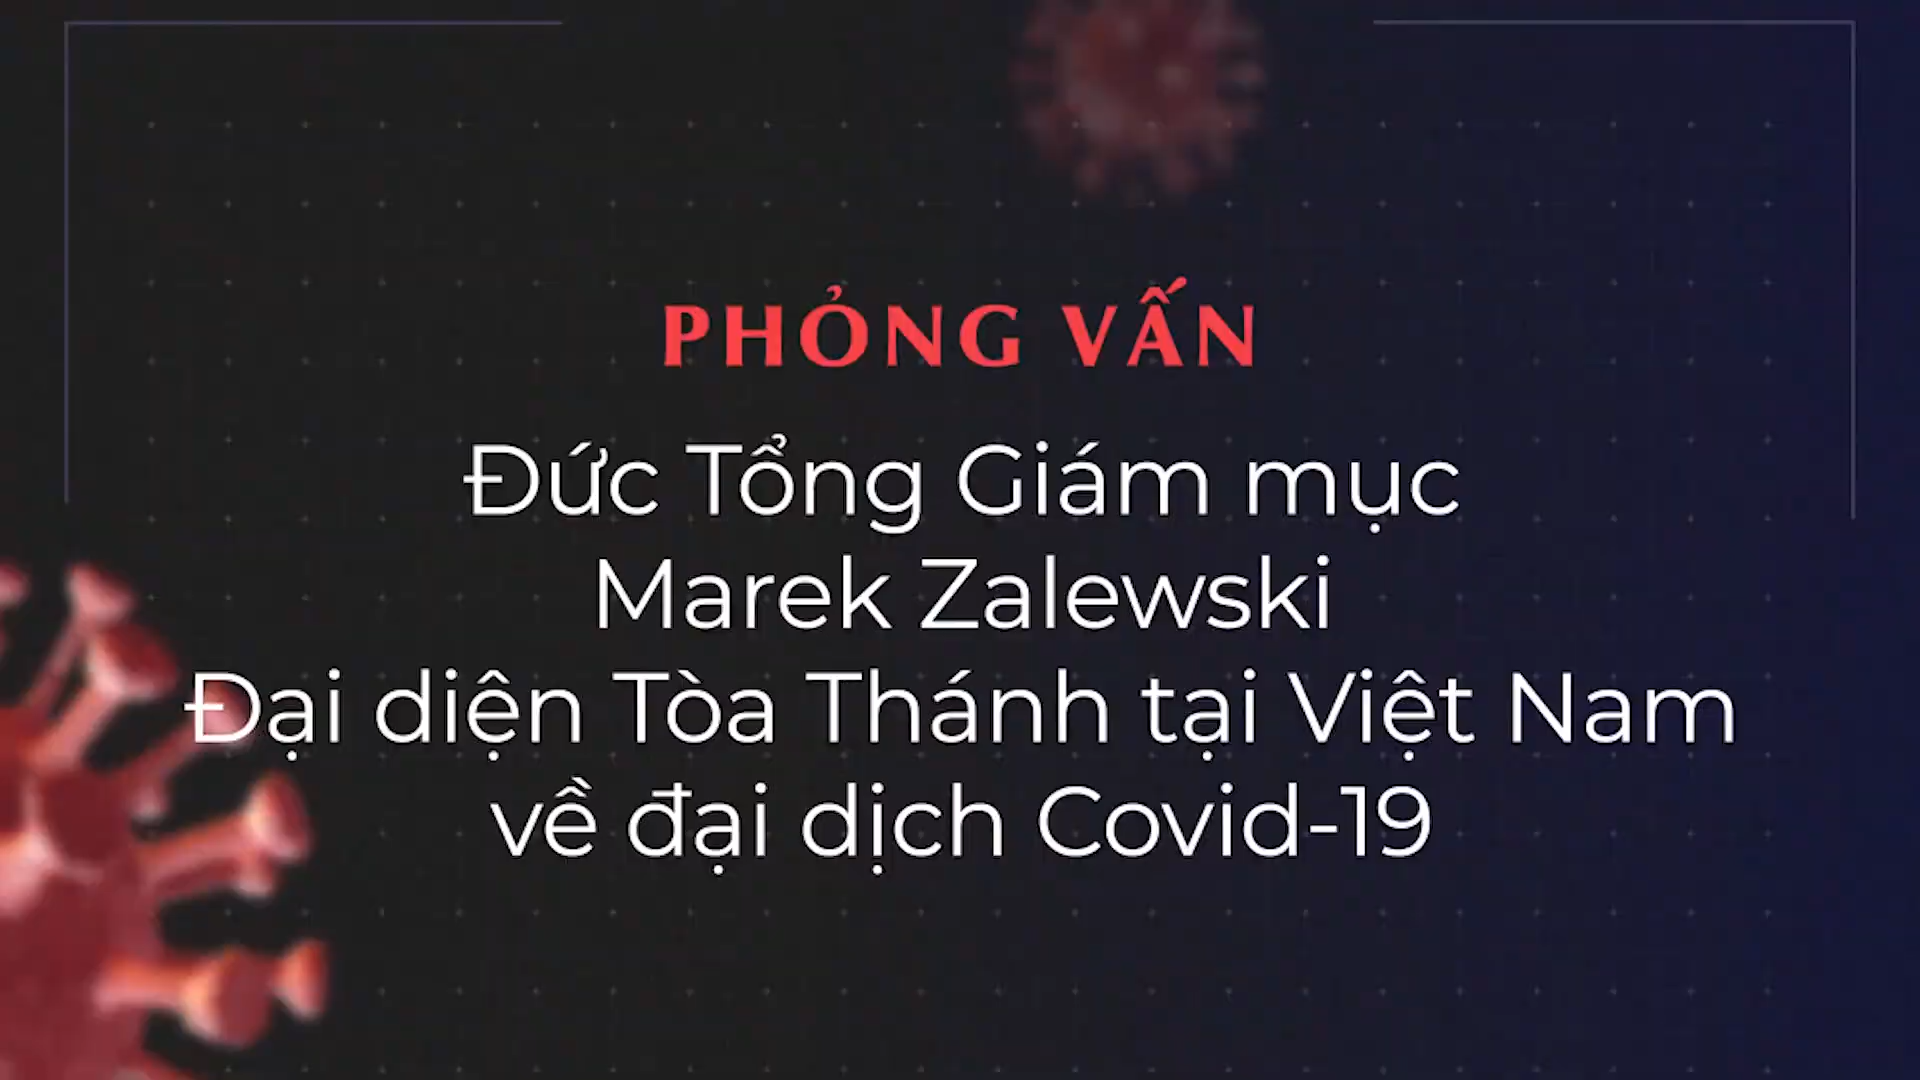 PHỎNG VẤN
Đức Tổng Giám mục
Marek Zalewski
Đại diện Tòa Thánh tại Việt Nam
về đại dịch Covid-19